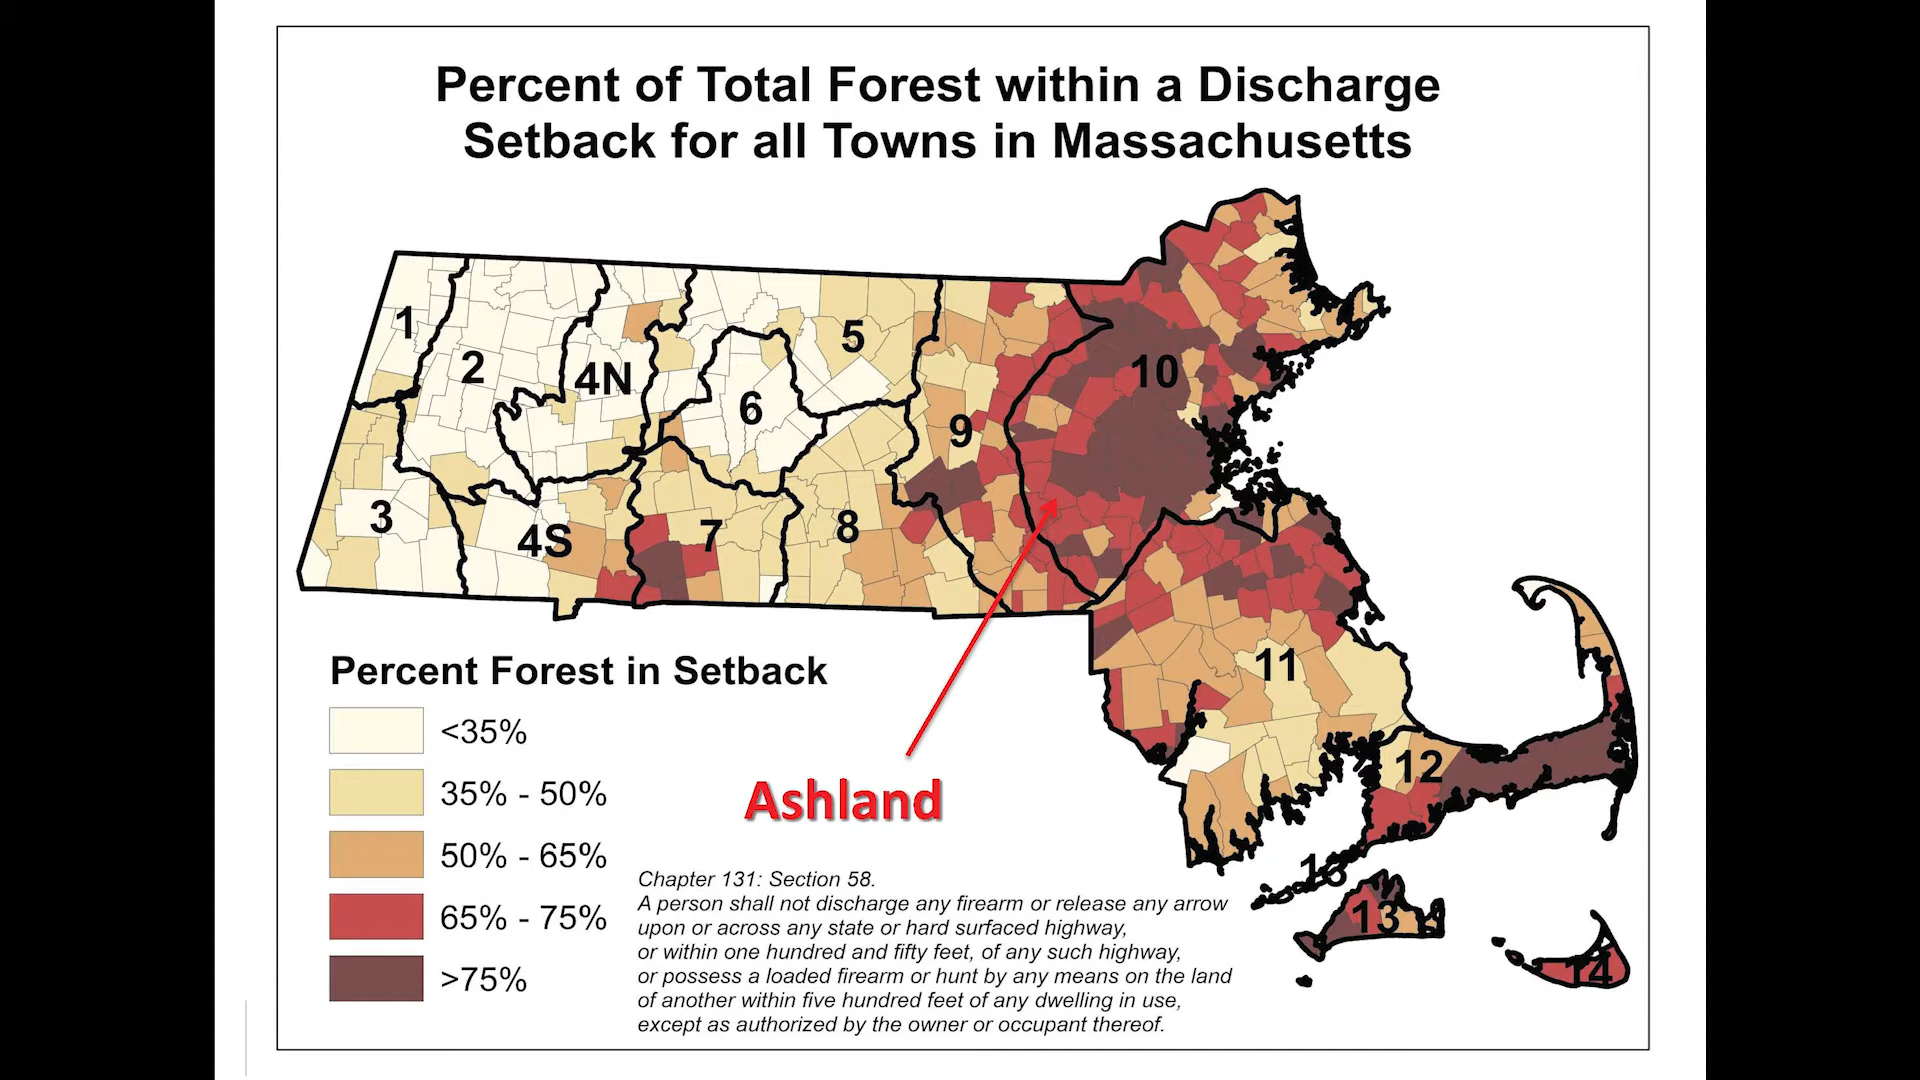 Percent of Total Forest within a Discharge
Setback for all Towns in Massachusetts
1
2
4N
5
6
9
10
3
4S
7
8
11
12
13
13
14
Ashland
Percent Forest in Setback
<35%
35% - 50%
50% - 65%
65% - 75%
>75%
Chapter 131: Section 58.
A person shall not discharge any firearm or release any arrow
upon or across any state or hard surfaced highway,
or within one hundred and fifty feet, of any such highway,
or possess a loaded firearm or hunt by any means on the land
of another within five hundred feet of any dwelling in use,
except as authorized by the owner or occupant thereof.